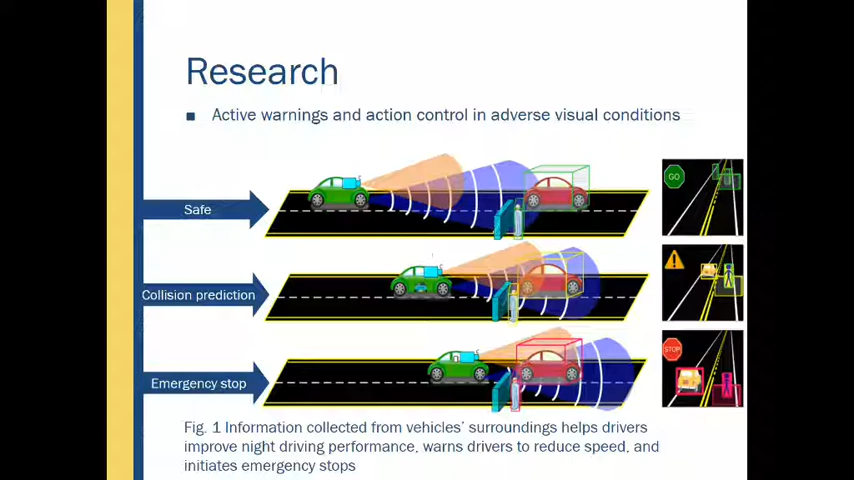 Research
■ Active warnings and action control in adverse visual conditions
Safe
GO
Collision prediction
Emergency stop
STOP
Fig. 1 Information collected from vehicles' surroundings helps drivers
improve night driving performance, warns drivers to reduce speed, and
initiates emergency stops